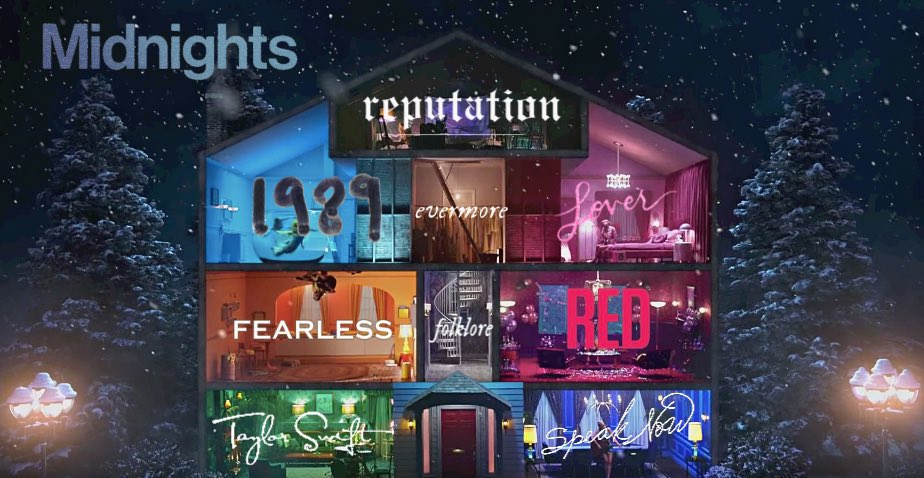 Midnights
reputation
1989
evermore
Lover
FEARLESS
folklore
RED
Taylor Swift
Speak Now